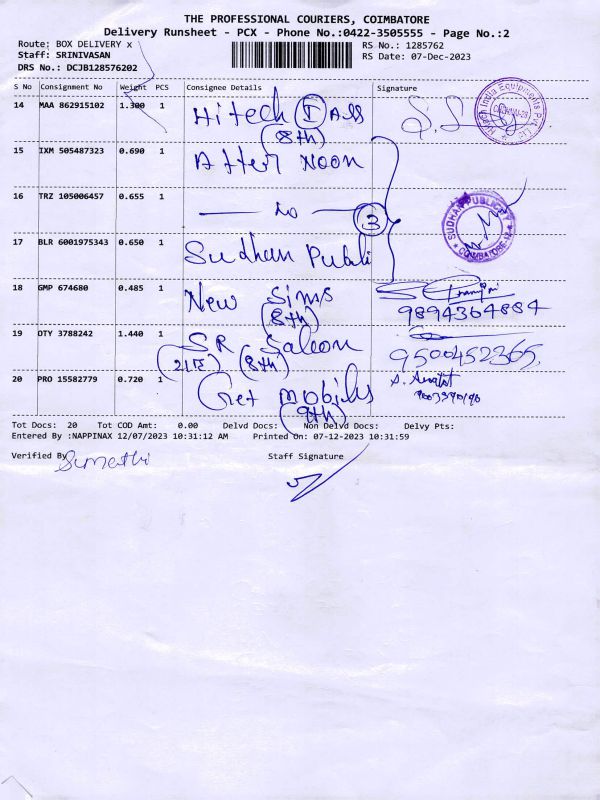 THE PROFESSIONAL COURIERS, COIMBATORE
Delivery Runsheet - PCX - Phone No.:0422-3505555 - Page No.:2
Route: BOX DELIVERY x
RS No.: 1285762
Staff: SRINIVASAN
RS Date: 07-Dec-2023
DRS No.: DCJB128576202
S No Consignment No Weight PCS Consignee Details Signature
14 MAA 862915102 1.300 1 Hitech I Ass
(8th)
15 IXM 505487323 0.690 1 After Noon
16 TRZ 105006457 0.655 1 — do — 3
SUDHAN PUBLICITY
COIMBATORE
17 BLR 6001975343 0.650 1 Sudhan Publi
18 GMP 674680 0.485 1 New Sims
(8th)
9894364884
19 OTY 3788242 1.440 1 SR Saloon
(8th)
9500452365
20 PRO 15582779 0.720 1 Get mobiles
(9th)
Tot Docs: 20 Tot COD Amt: 0.00 Delvd Docs: Non Delvd Docs: Delvy Pts:
Entered By :NAPPINAX 12/07/2023 10:31:12 AM Printed On: 07-12-2023 10:31:59
Verified By Sumathi
Staff Signature